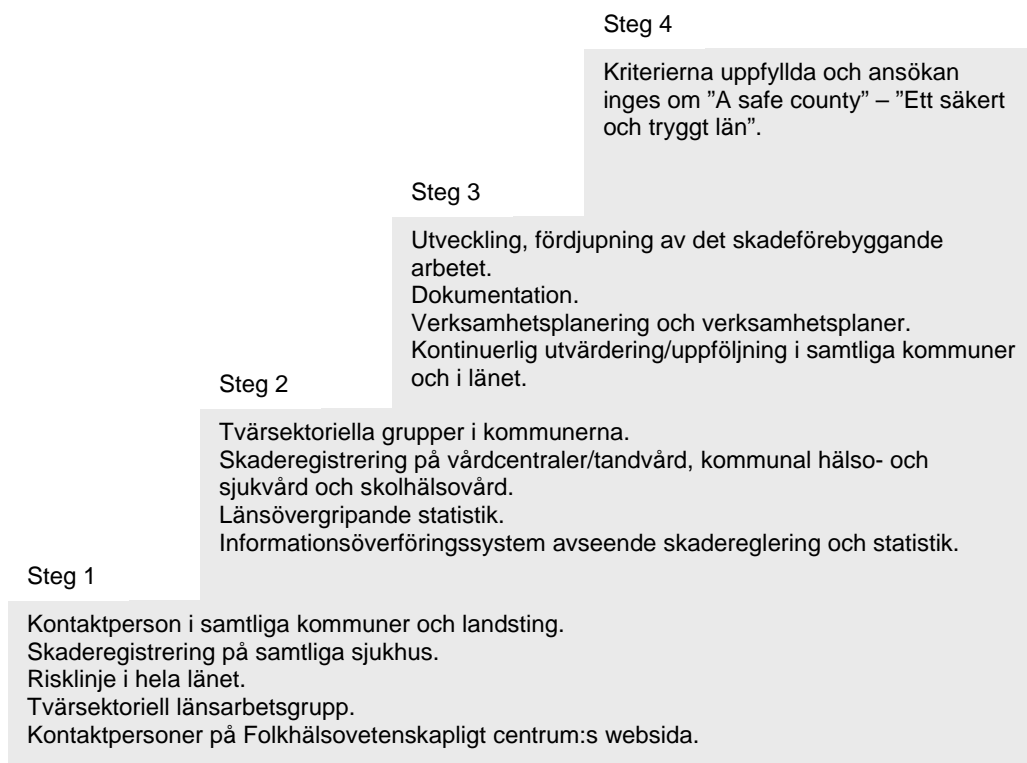 Steg 4
Kriterierna uppfyllda och ansökan
inges om ”A safe county” – ”Ett säkert
och tryggt län”.
Steg 3
Utveckling, fördjupning av det skadeförebyggande
arbetet.
Dokumentation.
Verksamhetsplanering och verksamhetsplaner.
Kontinuerlig utvärdering/uppföljning i samtliga kommuner
och i länet.
Steg 2
Tvärsektoriella grupper i kommunerna.
Skaderegistrering på vårdcentraler/tandvård, kommunal hälso- och
sjukvård och skolhälsovård.
Länsövergripande statistik.
Informationsöverföringssystem avseende skadereglering och statistik.
Steg 1
Kontaktperson i samtliga kommuner och landsting.
Skaderegistrering på samtliga sjukhus.
Risklinje i hela länet.
Tvärsektoriell länsarbetsgrupp.
Kontaktpersoner på Folkhälsovetenskapligt centrum:s websida.